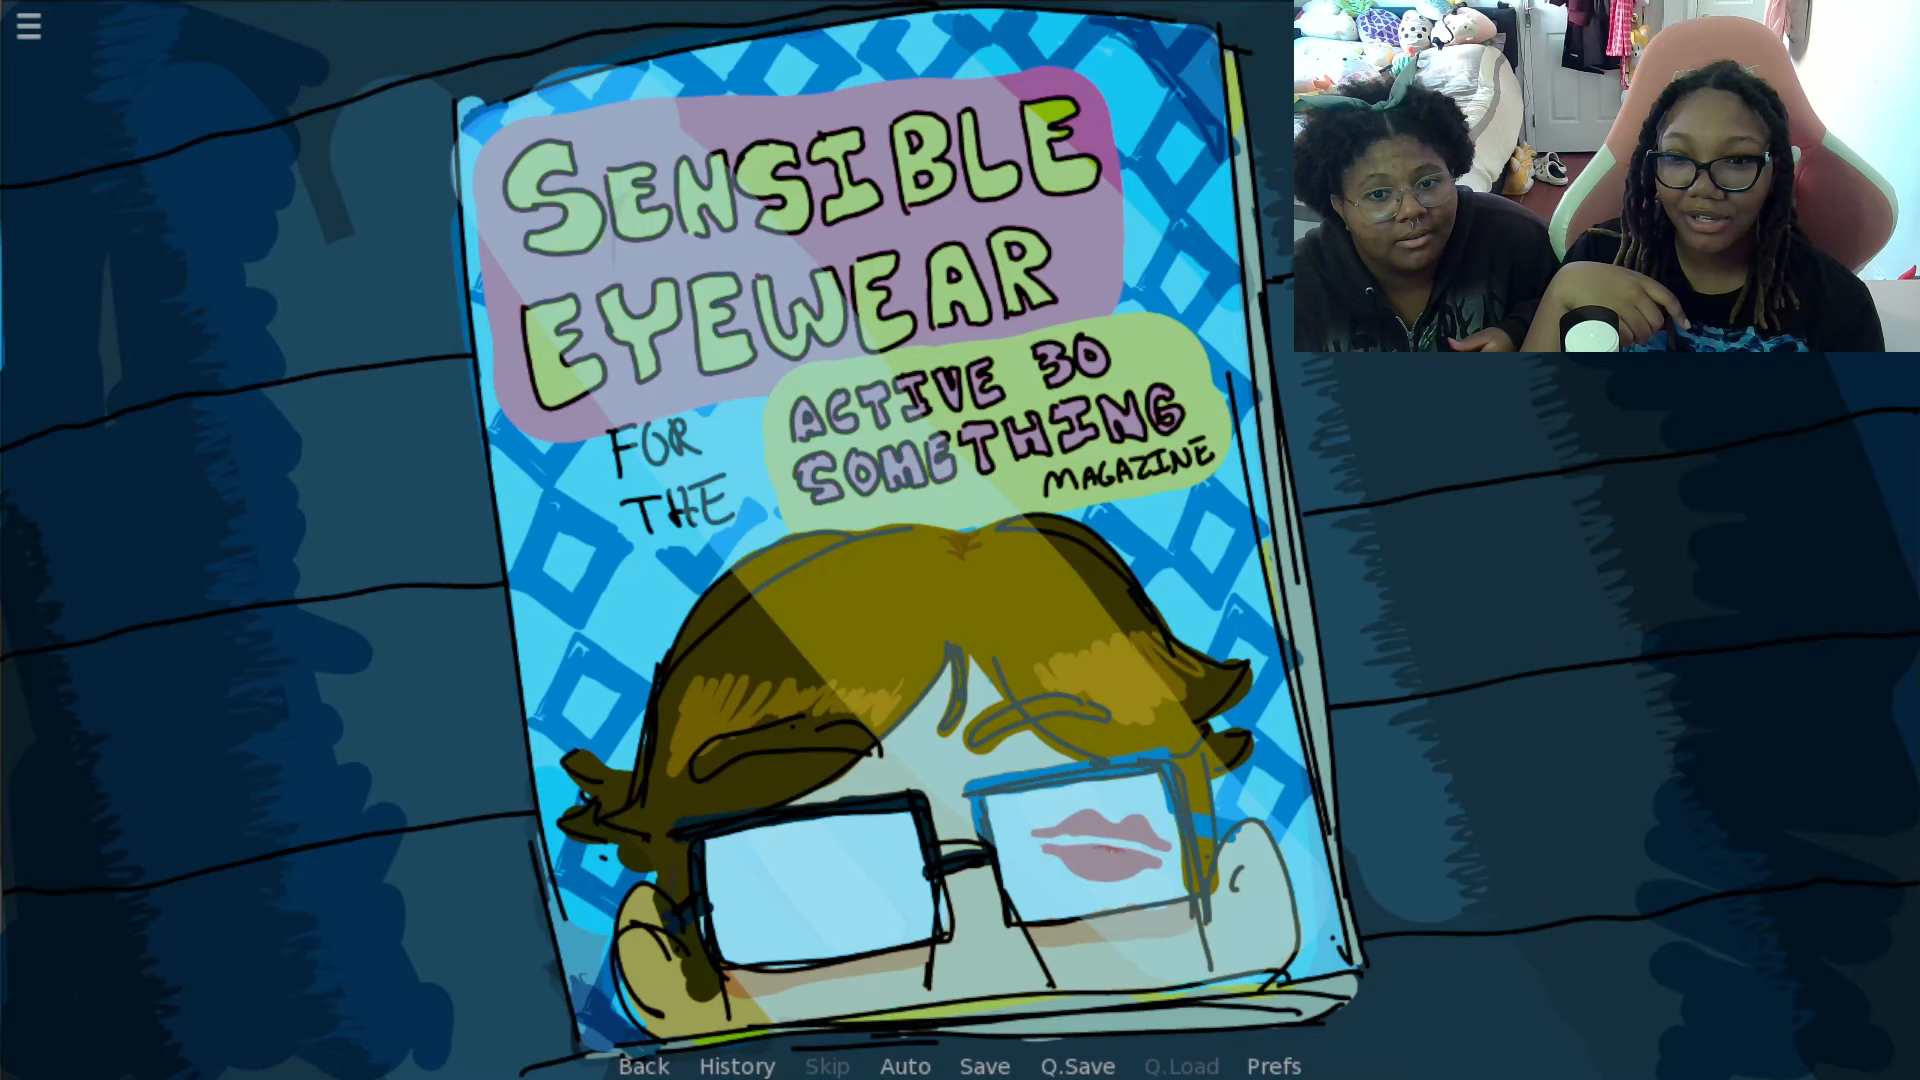 SENSIBLE
EYEWEAR
FOR
THE
ACTIVE 30
SOMETHING
MAGAZINE
Back History Skip Auto Save Q.Save Q.Load Prefs